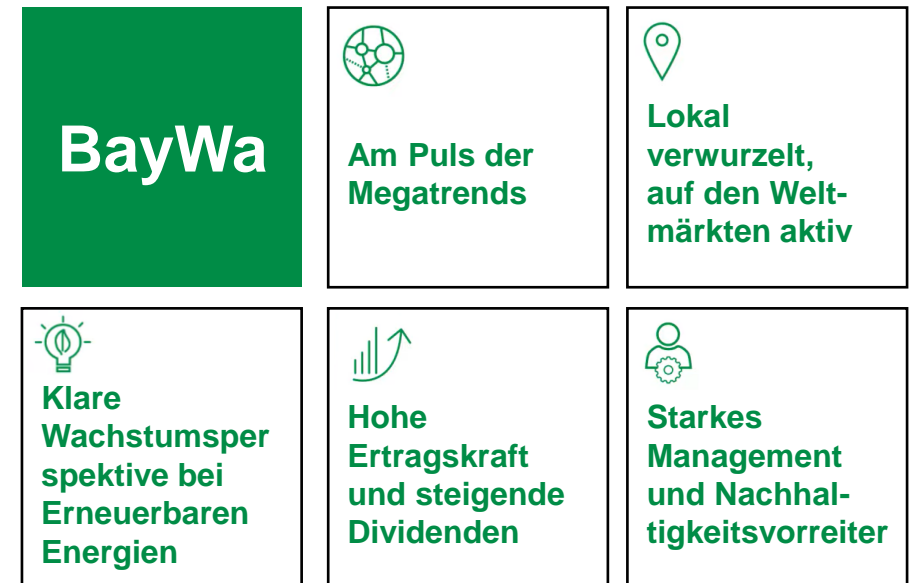 BayWa
Am Puls der
Megatrends
Lokal
verwurzelt,
auf den Welt-
märkten aktiv
Klare
Wachstumsper
spektive bei
Erneuerbaren
Energien
Hohe
Ertragskraft
und steigende
Dividenden
Starkes
Management
und Nachhal-
tigkeitsvorreiter